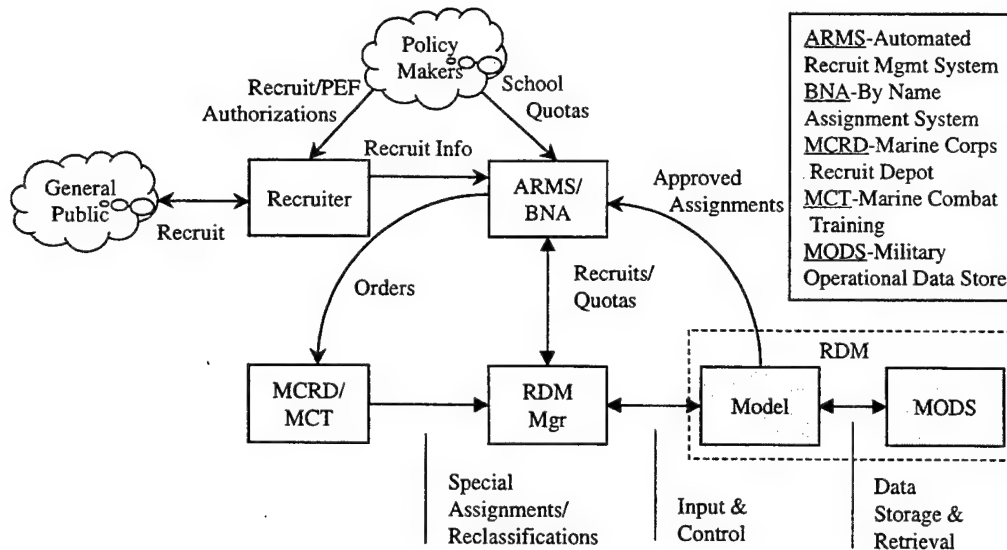 Policy
Makers
Recruit/PEF
Authorizations
School
Quotas
Recruit Info
General
Public
Recruit
Recruiter
ARMS/
BNA
Approved
Assignments
Orders
Recruits/
Quotas
MCRD/
MCT
RDM
Mgr
RDM
Model
MODS
Special
Assignments/
Reclassifications
Input &
Control
Data
Storage &
Retrieval
ARMS-Automated
Recruit Mgmt System
BNA-By Name
Assignment System
MCRD-Marine Corps
Recruit Depot
MCT-Marine Combat
Training
MODS-Military
Operational Data Store